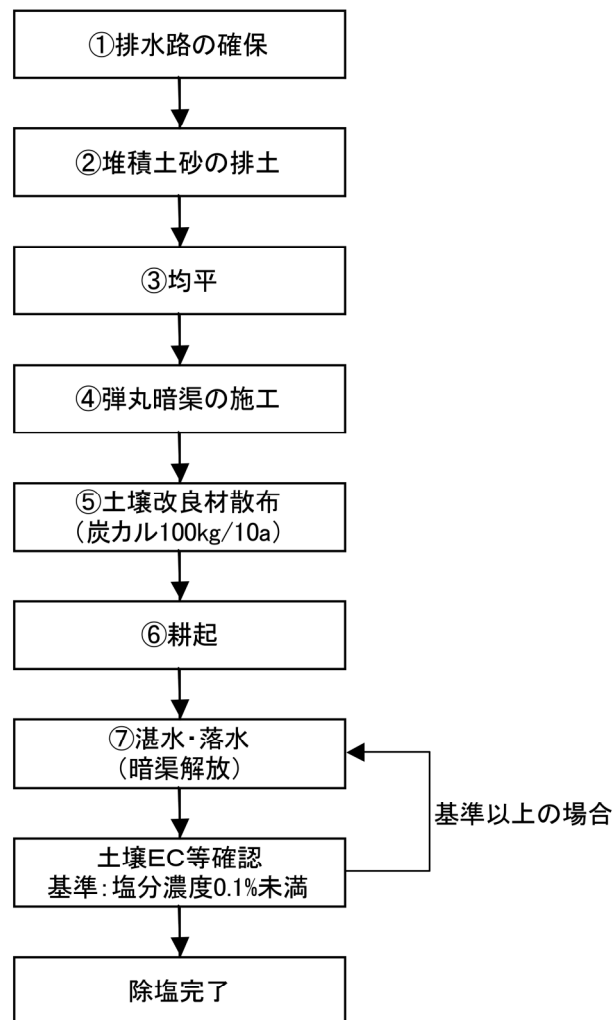 ①排水路の確保
②堆積土砂の排土
③均平
④弾丸暗渠の施工
⑤土壌改良材散布
（炭カル100kg/10a）
⑥耕起
⑦湛水・落水
（暗渠解放）
基準以上の場合
土壌EC等確認
基準：塩分濃度0.1%未満
除塩完了